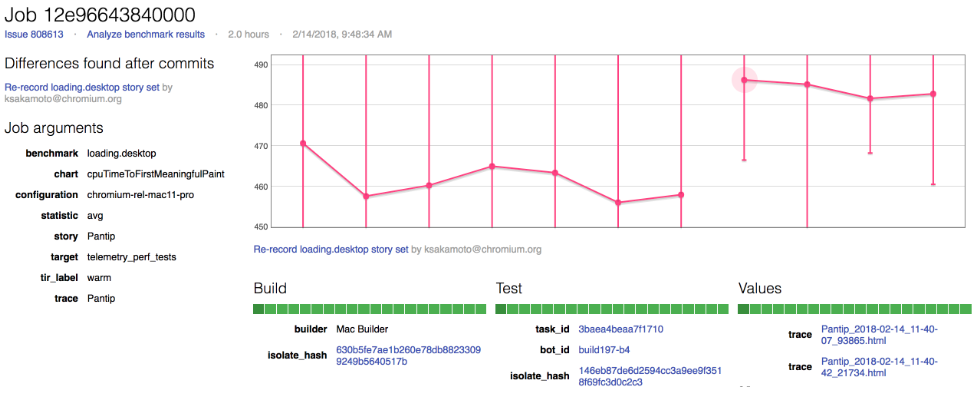 Job 12e96643840000
Issue 808613 · Analyze benchmark results · 2.0 hours · 2/14/2018, 9:48:34 AM
Differences found after commits
Re-record loading.desktop story set by
ksakamoto@chromium.org
Job arguments
benchmark loading.desktop
chart cpuTimeToFirstMeaningfulPaint
configuration chromium-rel-mac11-pro
statistic avg
story Pantip
target telemetry_perf_tests
tir_label warm
trace Pantip
490
480
470
460
450
Re-record loading.desktop story set by ksakamoto@chromium.org
Build
builder Mac Builder
isolate_hash 630b5fe7ae1b260e78db8823309
9249b5640517b
Test
task_id 3baea4beaa7f1710
bot_id build197-b4
isolate_hash 146eb87de6d2594cc3a9ee9f351
8f69fc3d0c2c3
Values
trace Pantip_2018-02-14_11-40-
07_93865.html
trace Pantip_2018-02-14_11-40-
42_21734.html